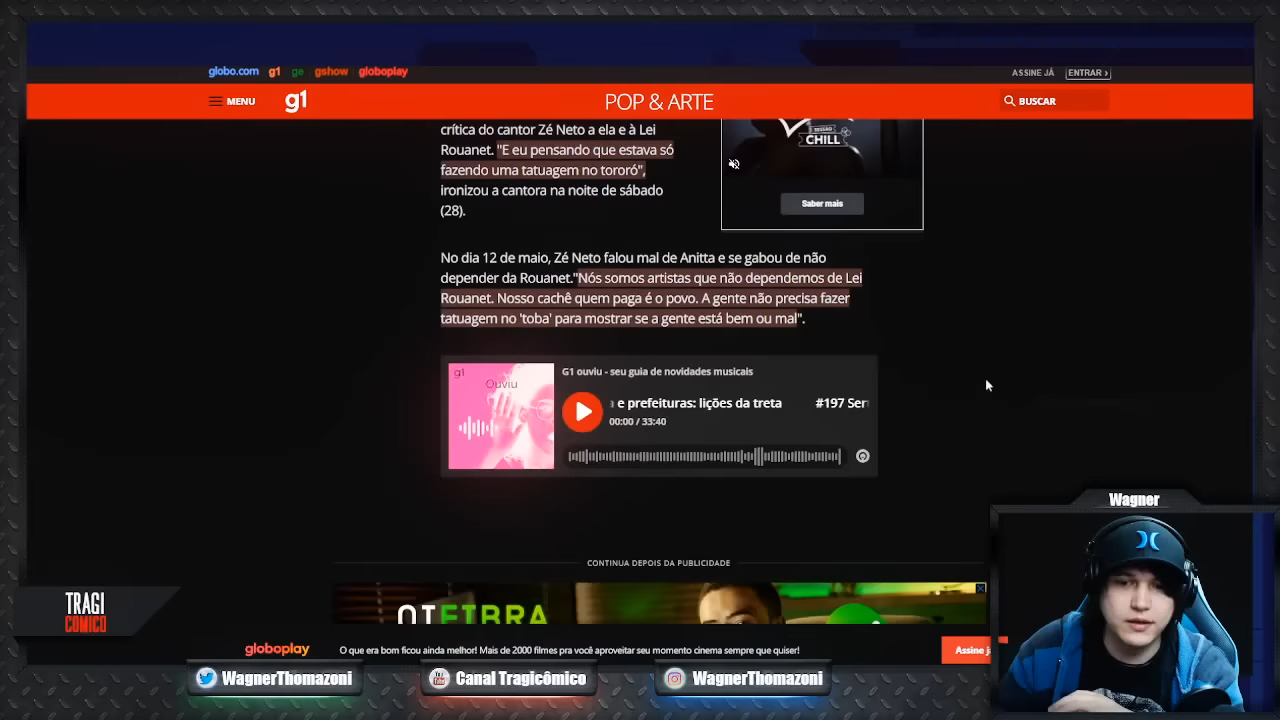 globo.com g1 ge gshow globoplay
ASSINE JÁ ENTRAR ›
MENU g1 POP & ARTE BUSCAR
crítica do cantor Zé Neto a ela e à Lei
Rouanet. "E eu pensando que estava só
fazendo uma tatuagem no tororó",
ironizou a cantora na noite de sábado
(28).
CHILL
Saber mais
No dia 12 de maio, Zé Neto falou mal de Anitta e se gabou de não
depender da Rouanet."Nós somos artistas que não dependemos de Lei
Rouanet. Nosso cachê quem paga é o povo. A gente não precisa fazer
tatuagem no 'toba' para mostrar se a gente está bem ou mal".
g1
Ouviu
G1 ouviu - seu guia de novidades musicais
e prefeituras: lições da treta #197 Ser
00:00 / 33:40
Wagner
CONTINUA DEPOIS DA PUBLICIDADE
OI FIBRA
TRAGI
CÔMICO
globoplay O que era bom ficou ainda melhor! Mais de 2000 filmes pra você aproveitar seu momento cinema sempre que quiser! Assine já
WagnerThomazoni Canal Tragicômico WagnerThomazoni